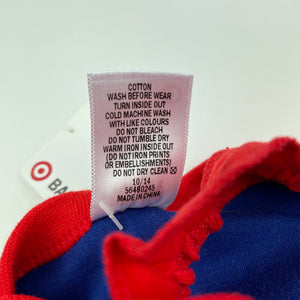 COTTON
WASH BEFORE WEAR
TURN INSIDE OUT
COLD MACHINE WASH
WITH LIKE COLOURS
DO NOT BLEACH
DO NOT TUMBLE DRY
WARM IRON INSIDE OUT
(DO NOT IRON PRINTS
OR EMBELLISHMENTS)
DO NOT DRY CLEAN
10/14
56480245
MADE IN CHINA